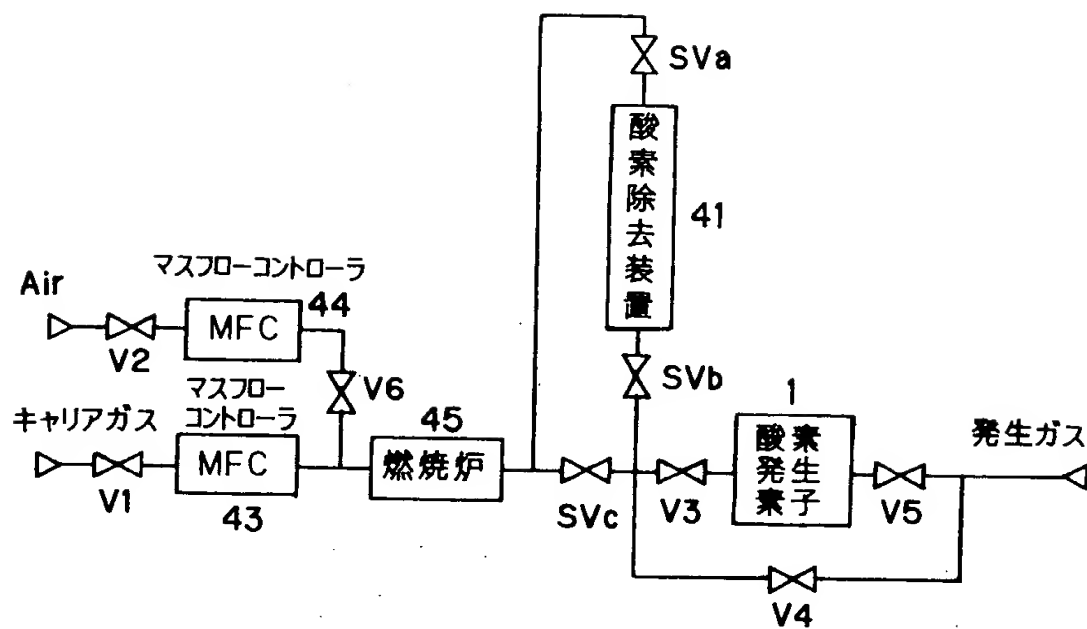 SVa
酸素除去装置
41
マスフローコントローラ
Air
44
MFC
V2
SVb
マスフロー
コントローラ
V6
キャリアガス
45
1
MFC
燃焼炉
酸素
発生
素子
発生ガス
V1
43
SVc
V3
V5
V4